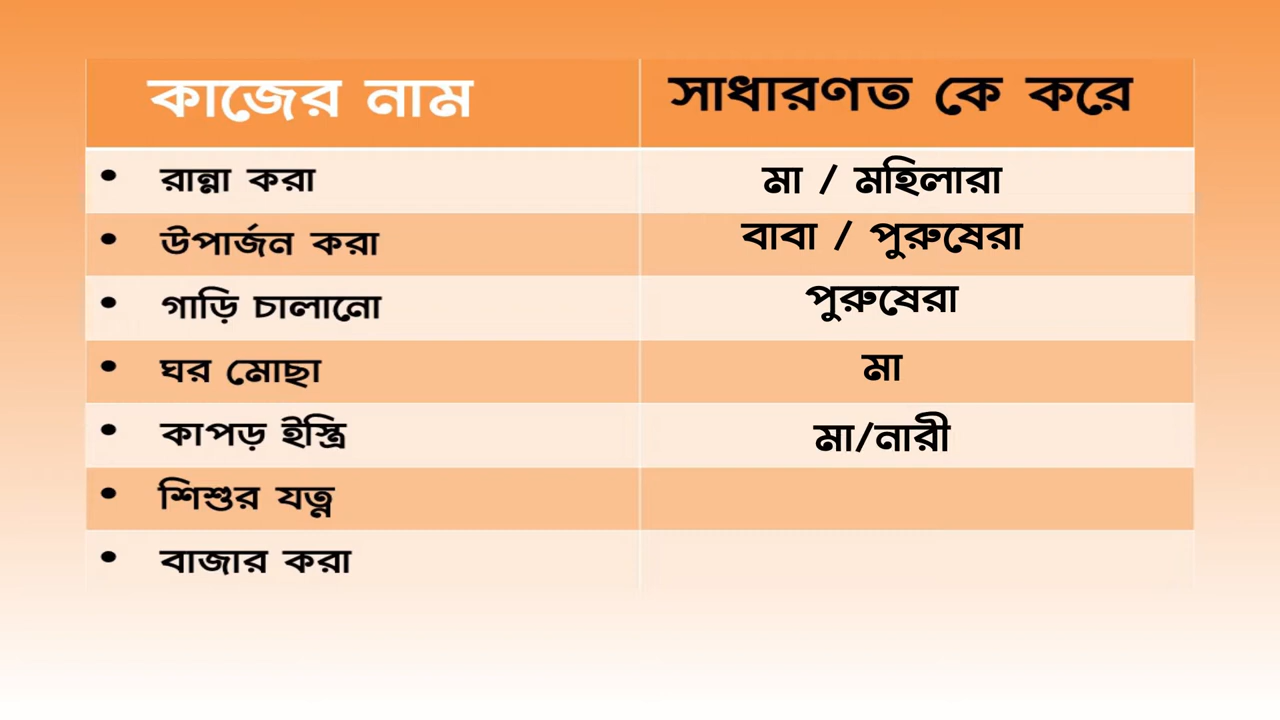 কাজের নাম সাধারণত কে করে
• রান্না করা মা / মহিলারা
• উপার্জন করা বাবা / পুরুষেরা
• গাড়ি চালানো পুরুষেরা
• ঘর মোছা মা
• কাপড় ইস্ত্রি মা/নারী
• শিশুর যত্ন
• বাজার করা